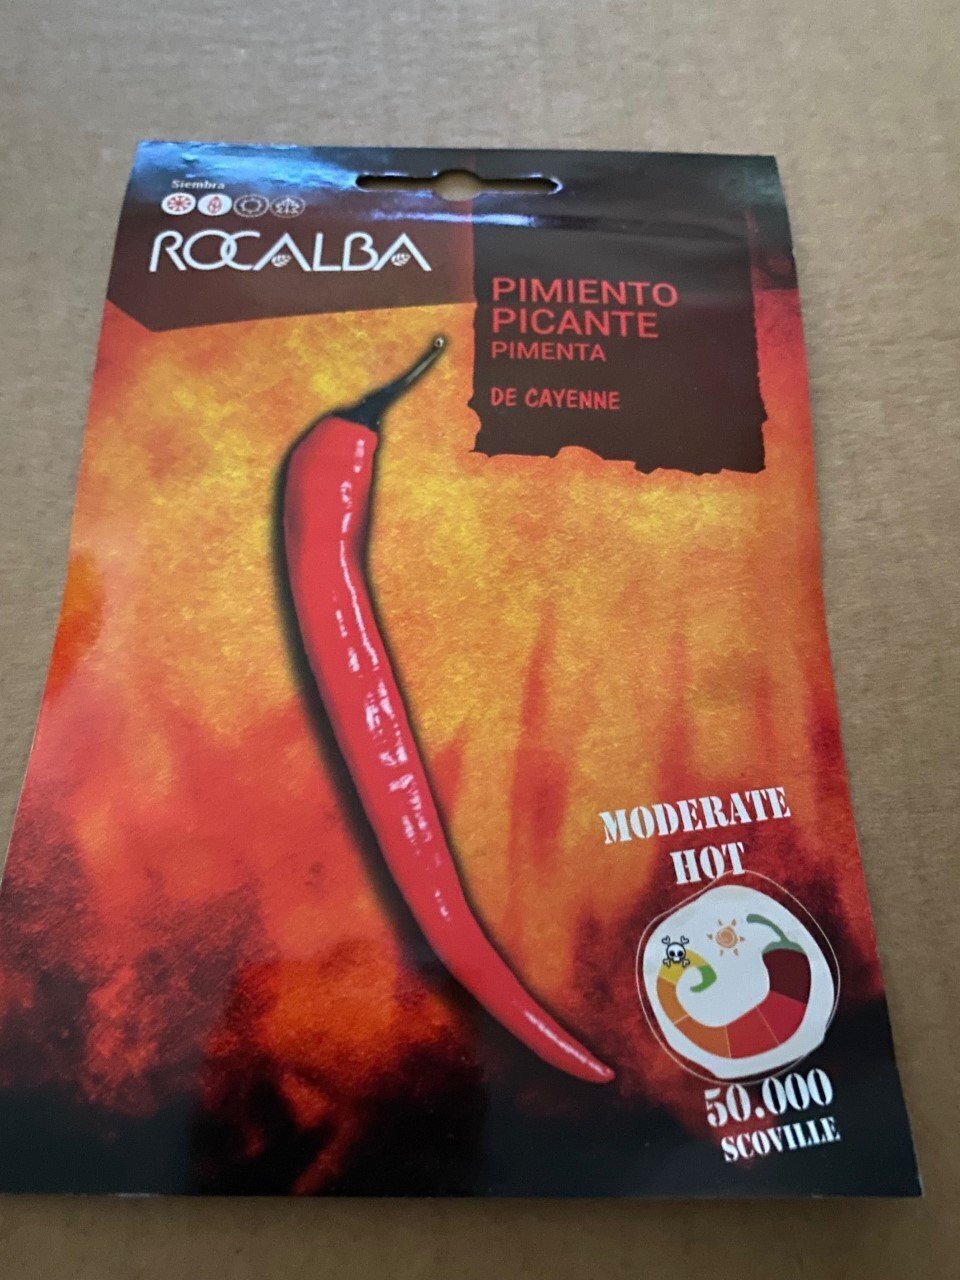 Siembra
ROCALBA
PIMIENTO
PICANTE
PIMENTA
DE CAYENNE
MODERATE
HOT
50.000
SCOVILLE